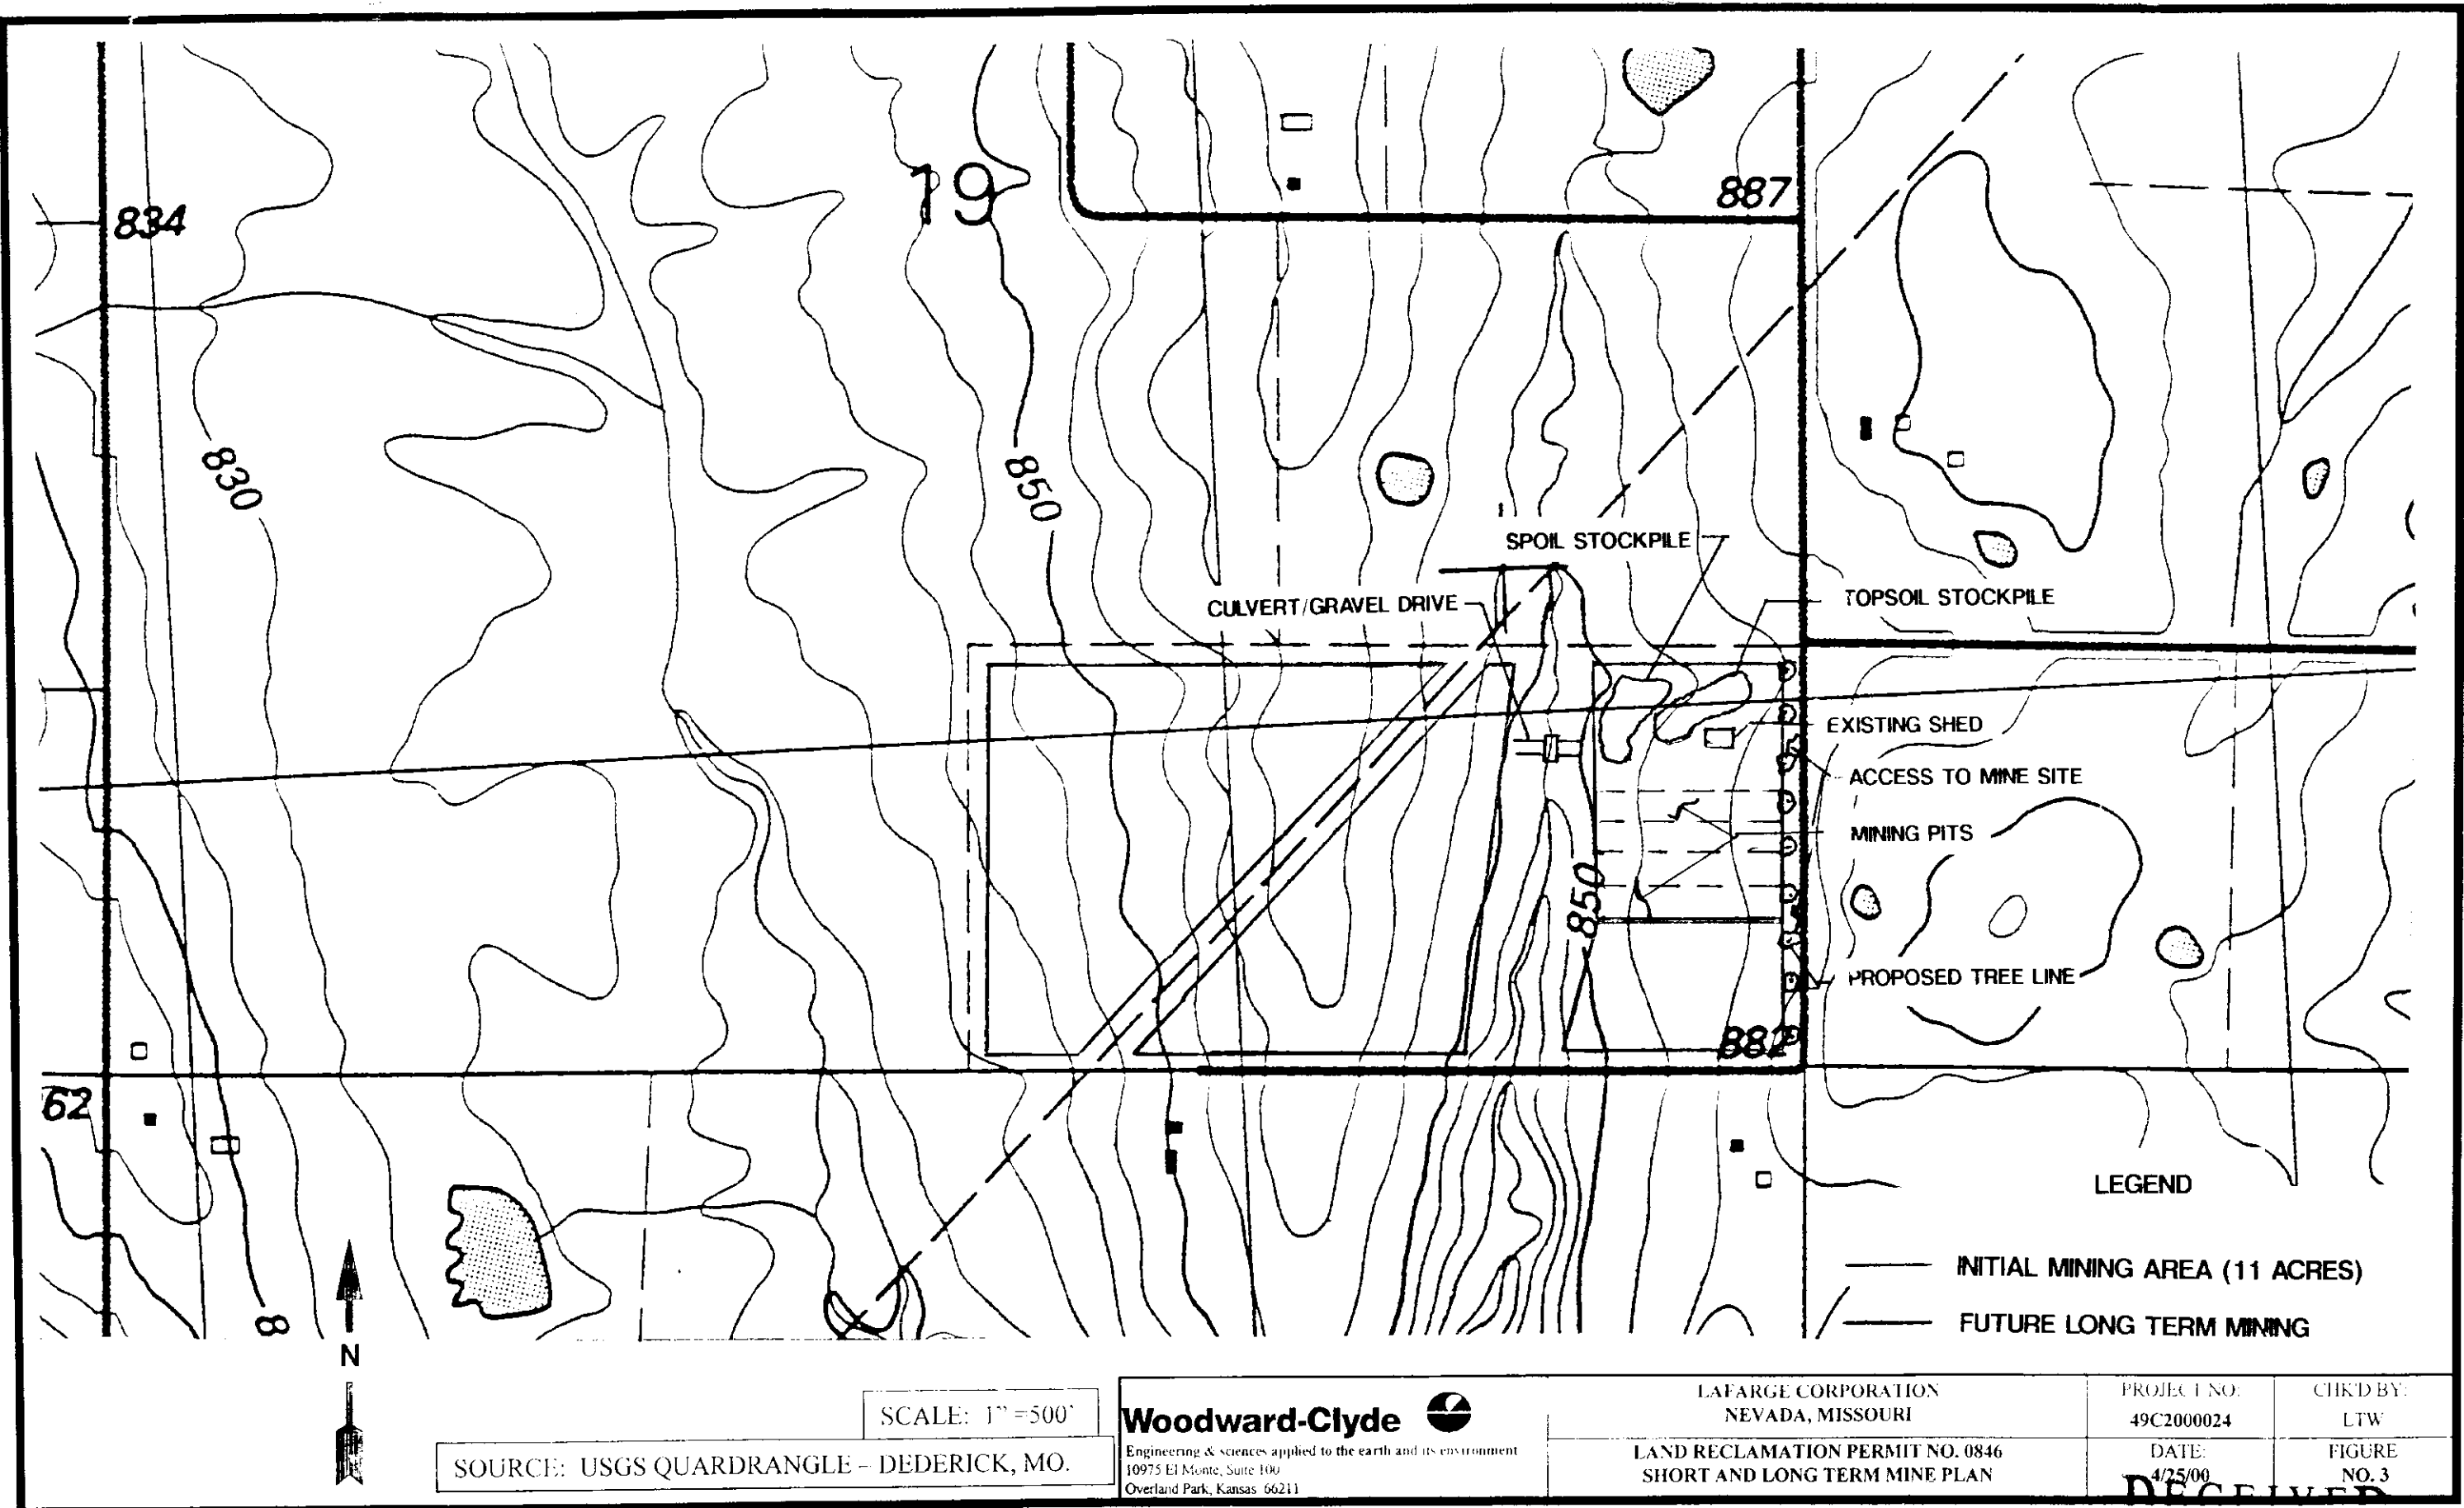 19
887
834
830
850
SPOIL STOCKPILE
CULVERT/GRAVEL DRIVE
TOPSOIL STOCKPILE
EXISTING SHED
ACCESS TO MINE SITE
MINING PITS
850
PROPOSED TREE LINE
882
62
8
N
LEGEND
INITIAL MINING AREA (11 ACRES)
FUTURE LONG TERM MINING
SCALE: 1" =500'
SOURCE: USGS QUARDRANGLE – DEDERICK, MO.
Woodward-Clyde
Engineering & sciences applied to the earth and its environment
10975 El Monte, Suite 100
Overland Park, Kansas 66211
LAFARGE CORPORATION
NEVADA, MISSOURI
LAND RECLAMATION PERMIT NO. 0846
SHORT AND LONG TERM MINE PLAN
PROJECT NO:
49C2000024
CHK'D BY:
LTW
DATE:
4/25/00
FIGURE
NO. 3
RECEIVED